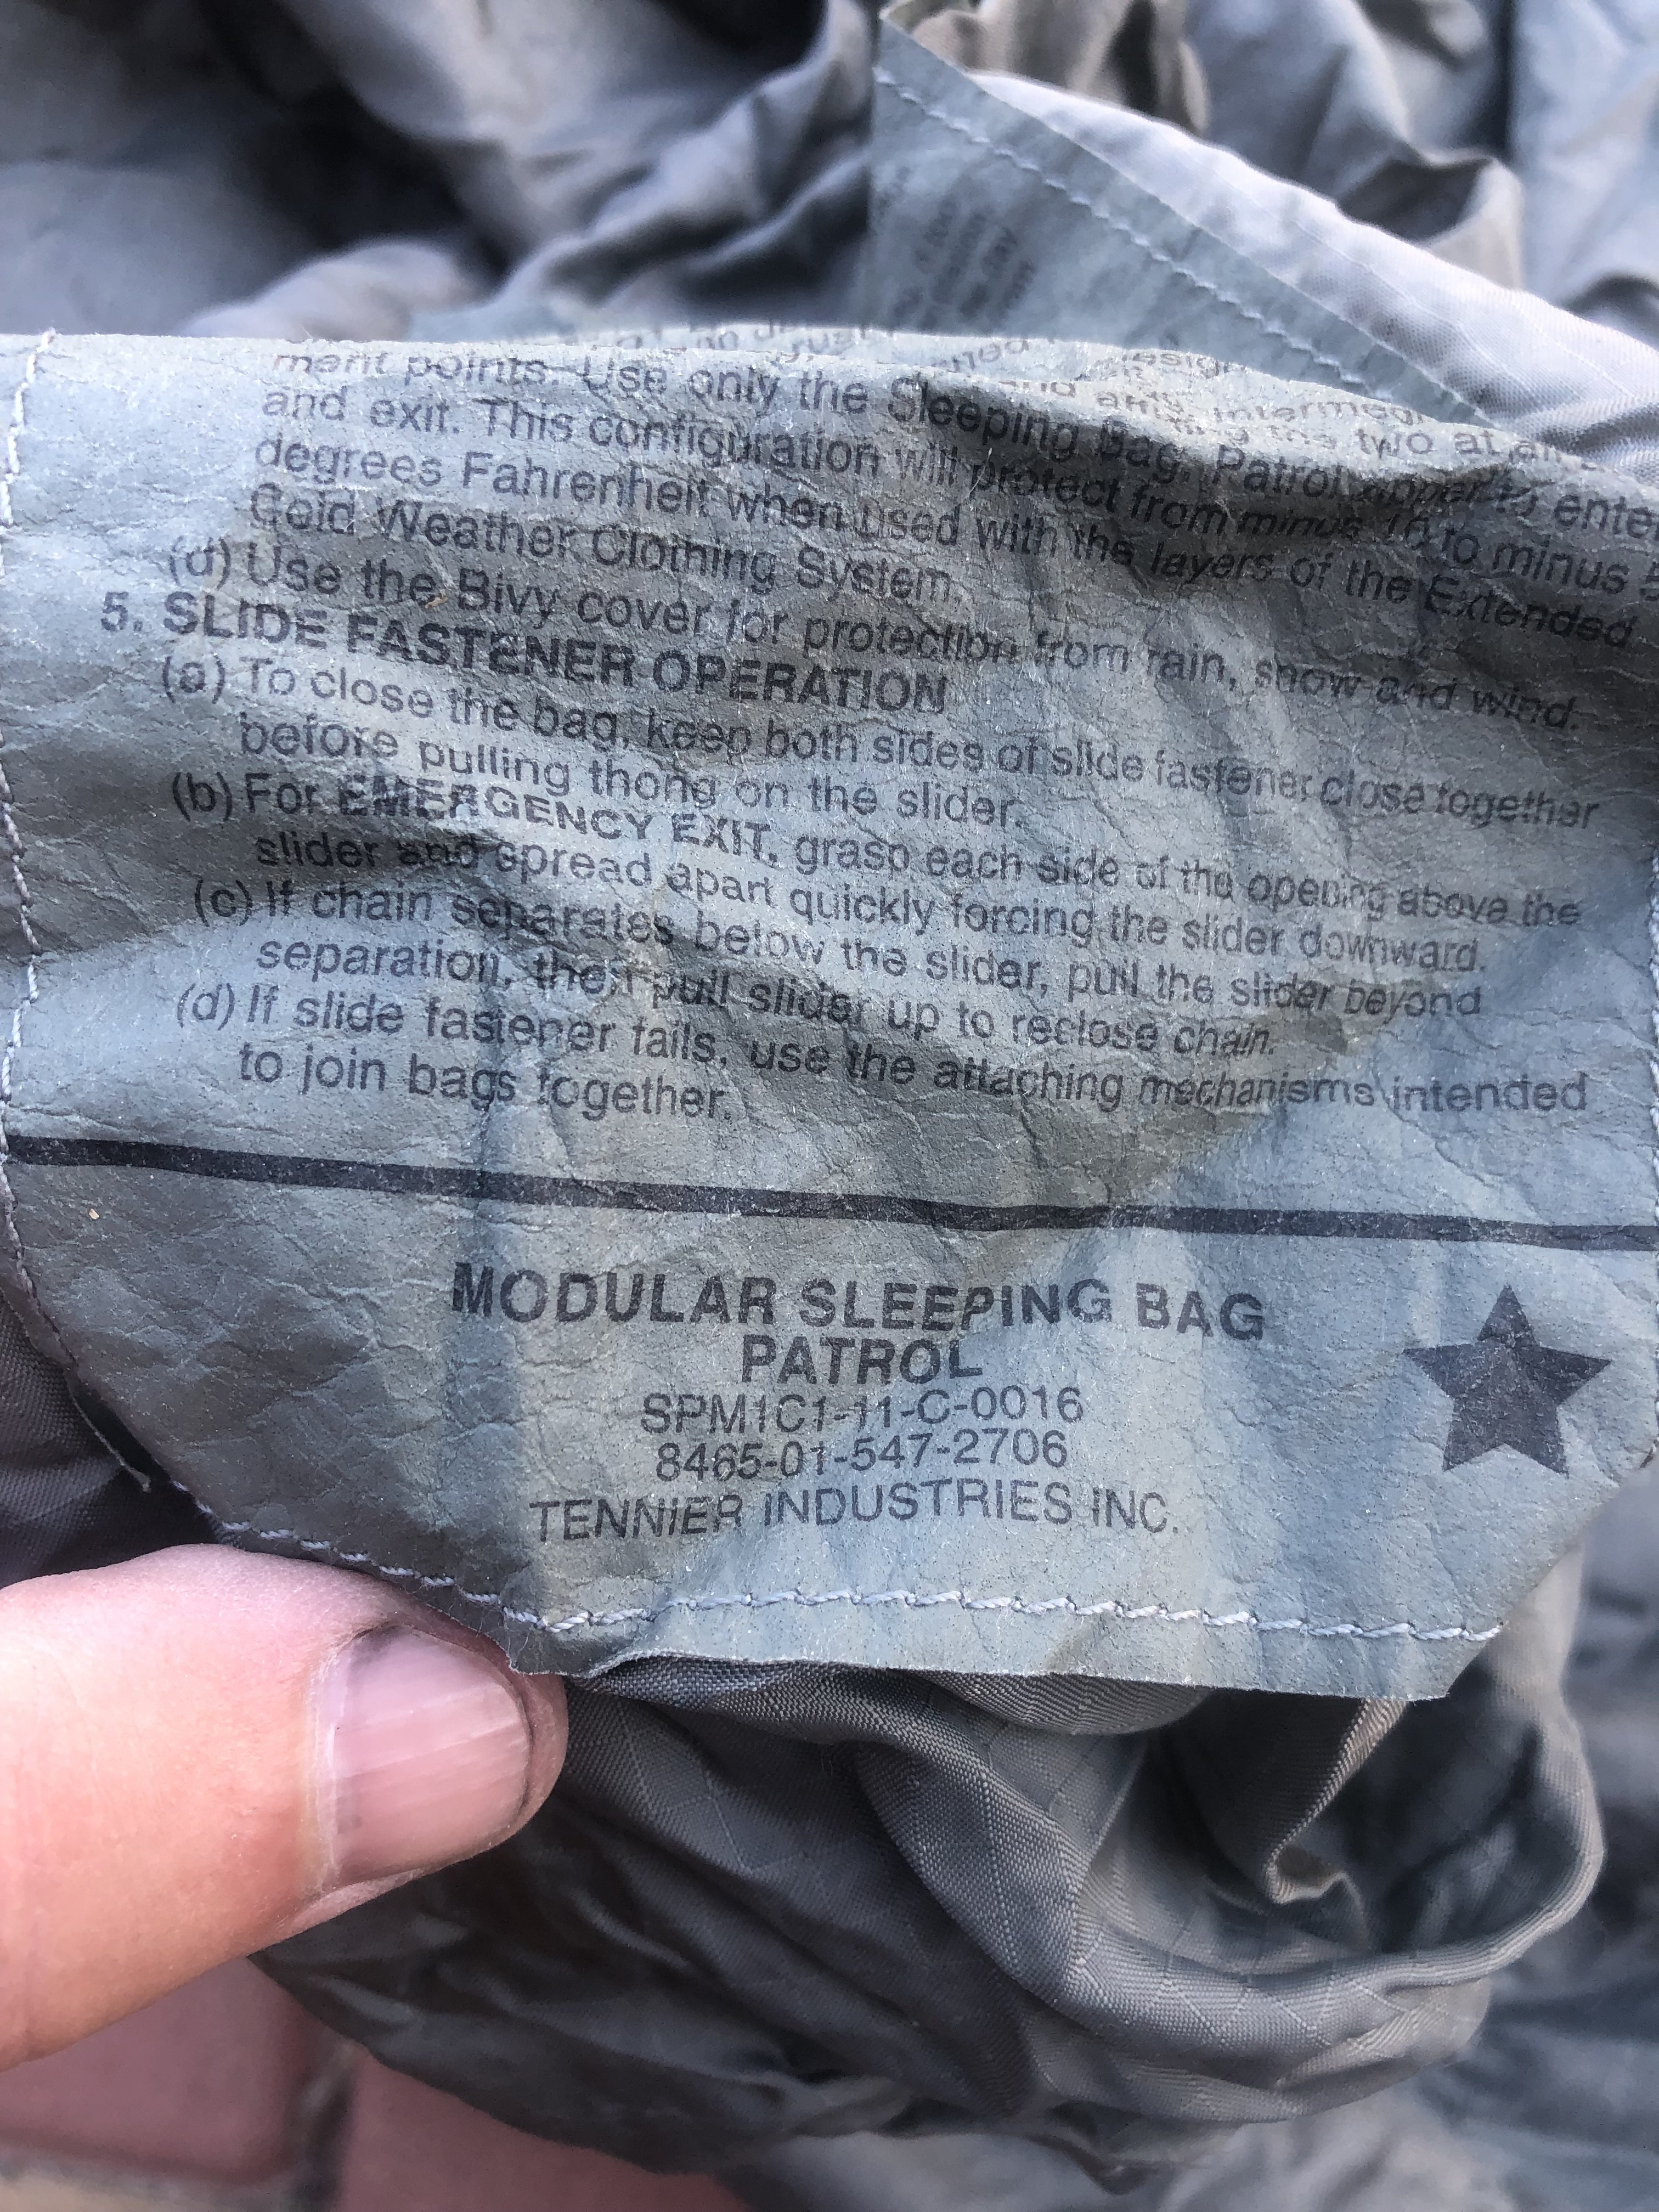 ment points. Use only the Sleeping Bag, Patrol zipper to enter
and exit. This configuration will protect from minus 10 to minus
degrees Fahrenheit when used with the layers of the Extended
Cold Weather Clothing System.
(d) Use the Bivy cover for protection from rain, snow and wind.
5. SLIDE FASTENER OPERATION
(a) To close the bag, keep both sides of slide fastener close together
before pulling thong on the slider.
(b) For EMERGENCY EXIT, grasp each side of the opening above the
slider and spread apart quickly forcing the slider downward.
(c) If chain separates below the slider, pull the slider beyond
separation, then pull slider up to reclose chain.
(d) If slide fastener fails, use the attaching mechanisms intended
to join bags together.
MODULAR SLEEPING BAG
PATROL
SPM1C1-11-C-0016
8465-01-547-2706
TENNIER INDUSTRIES INC.